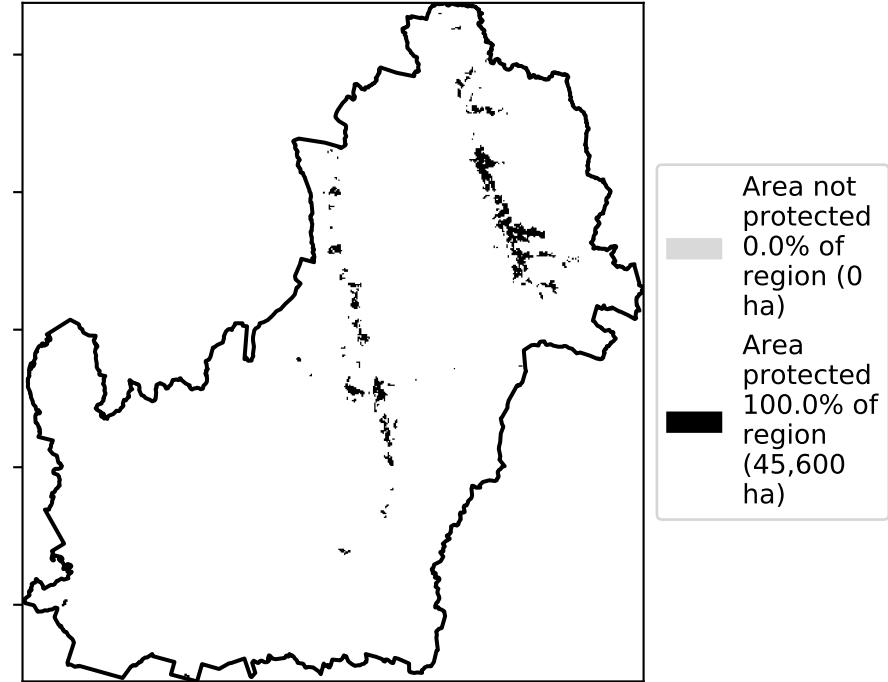 Area not
protected
0.0% of
region (0
ha)
Area
protected
100.0% of
region
(45,600
ha)